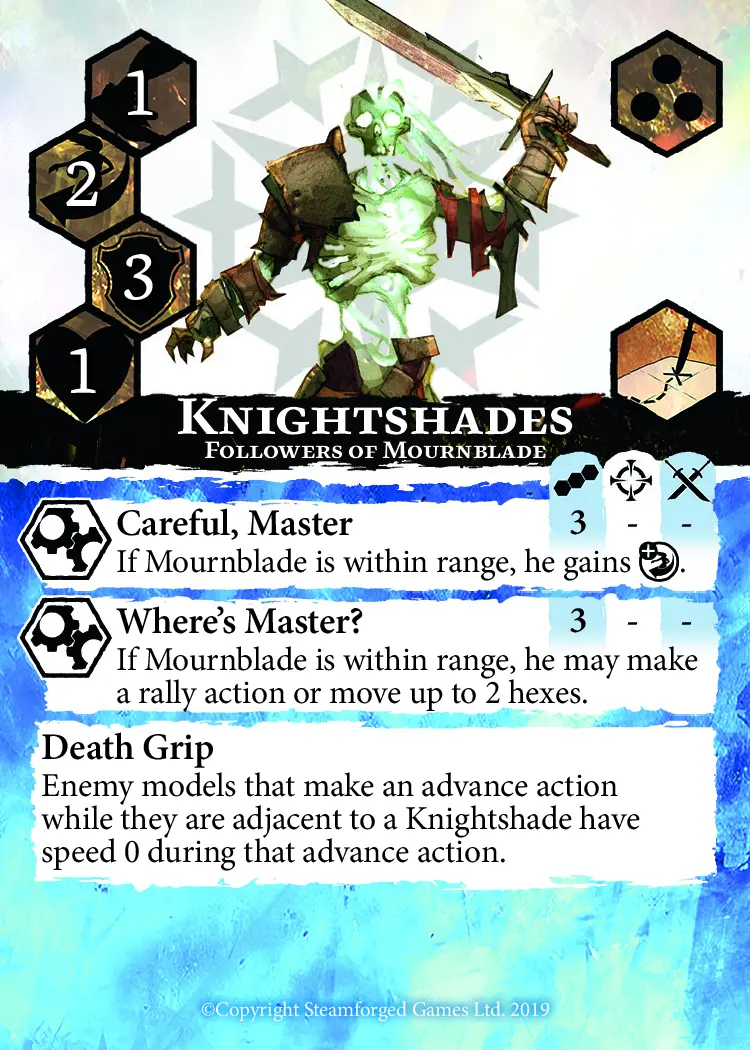 1
2
3
1
Knightshades
Followers of Mournblade
Careful, Master 3 - -
If Mournblade is within range, he gains .
Where’s Master? 3 - -
If Mournblade is within range, he may make
a rally action or move up to 2 hexes.
Death Grip
Enemy models that make an advance action
while they are adjacent to a Knightshade have
speed 0 during that advance action.
©Copyright Steamforged Games Ltd. 2019